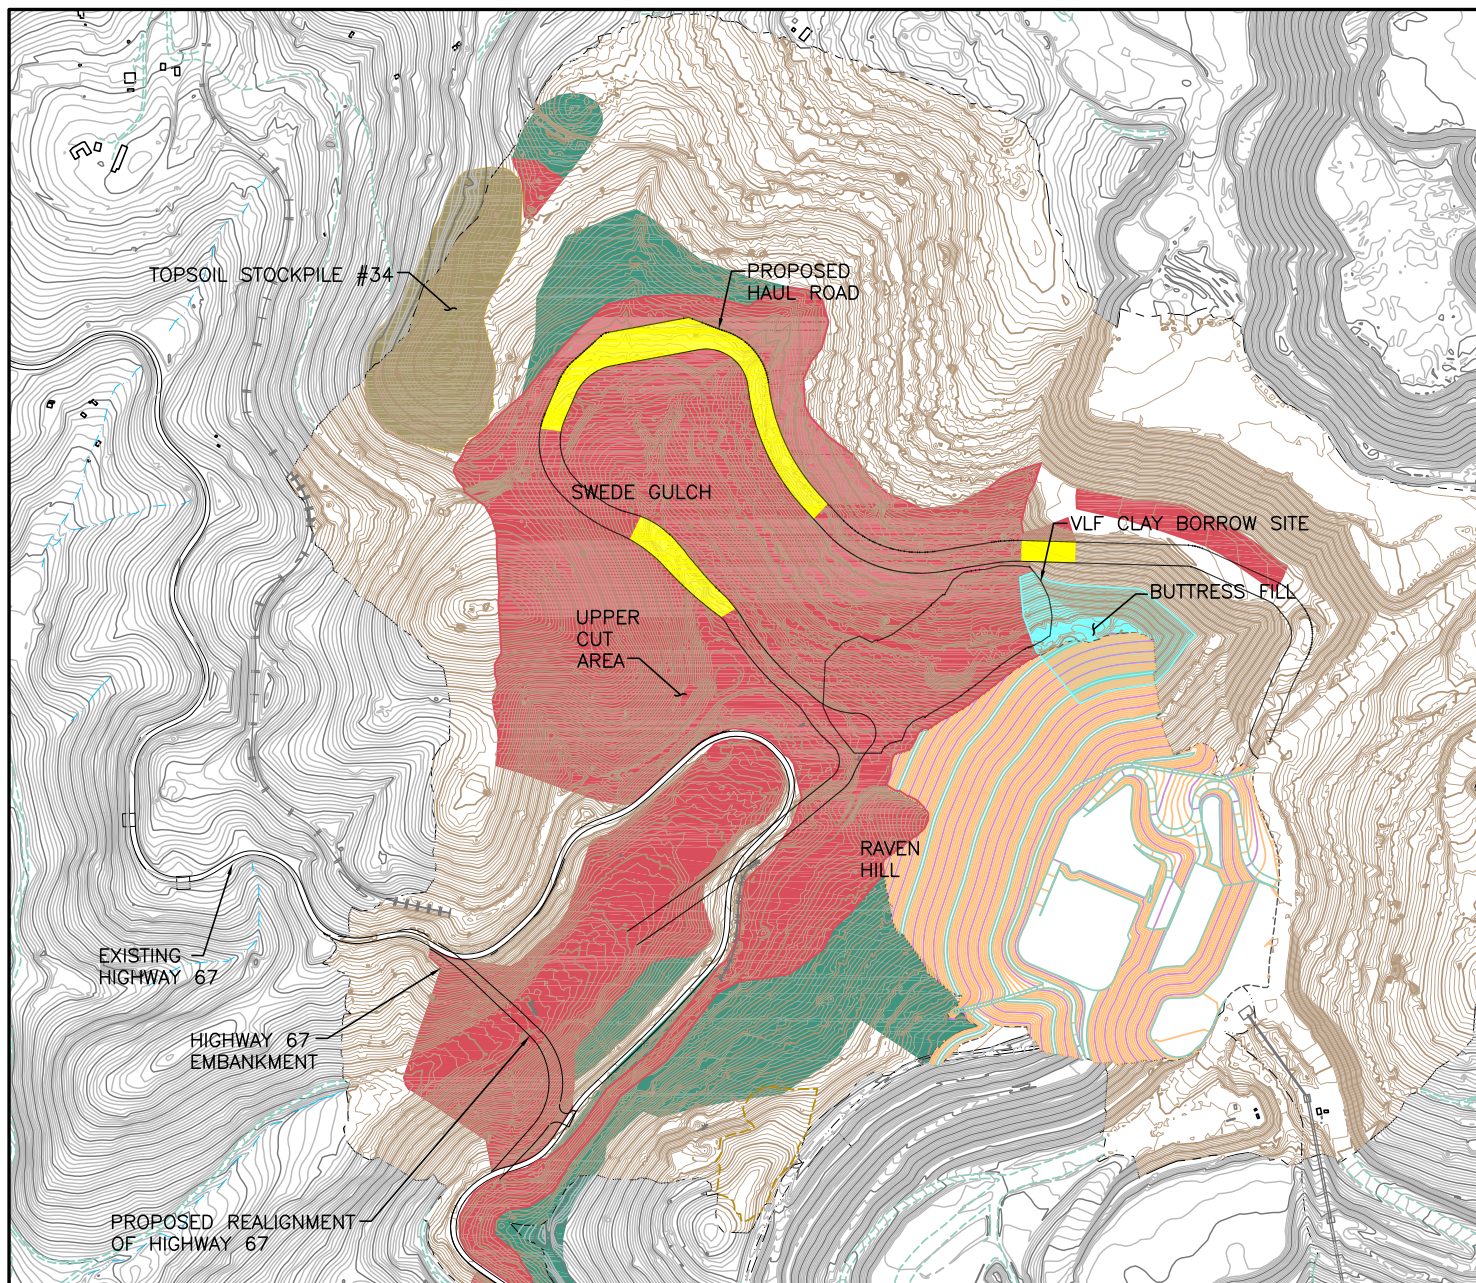 TOPSOIL STOCKPILE #34
PROPOSED
HAUL ROAD
SWEDE GULCH
VLF CLAY BORROW SITE
BUTTRESS FILL
UPPER
CUT
AREA
RAVEN
HILL
EXISTING
HIGHWAY 67
HIGHWAY 67
EMBANKMENT
PROPOSED REALIGNMENT
OF HIGHWAY 67